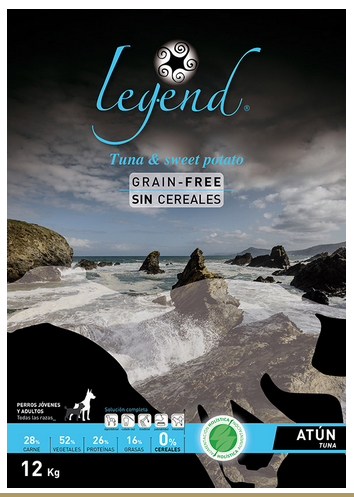 legend®
Tuna & sweet potato
GRAIN-FREE
SIN CEREALES
PERROS JÓVENES
Y ADULTOS
Todas las razas
Solución completa
28% 52% 26% 16% 0%
CARNE VEGETALES PROTEÍNAS GRASAS CEREALES
HOLÍSTICA
ATÚN
TUNA
12 Kg